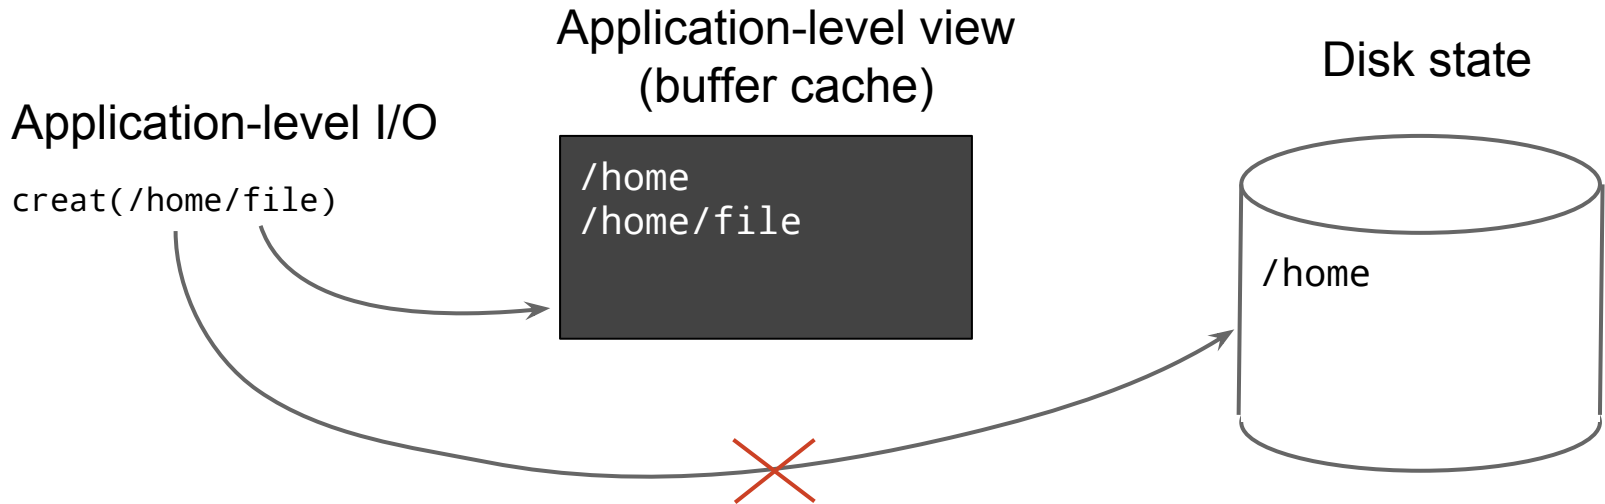 Application-level I/O
creat(/home/file)
Application-level view
(buffer cache)
/home
/home/file
Disk state
/home